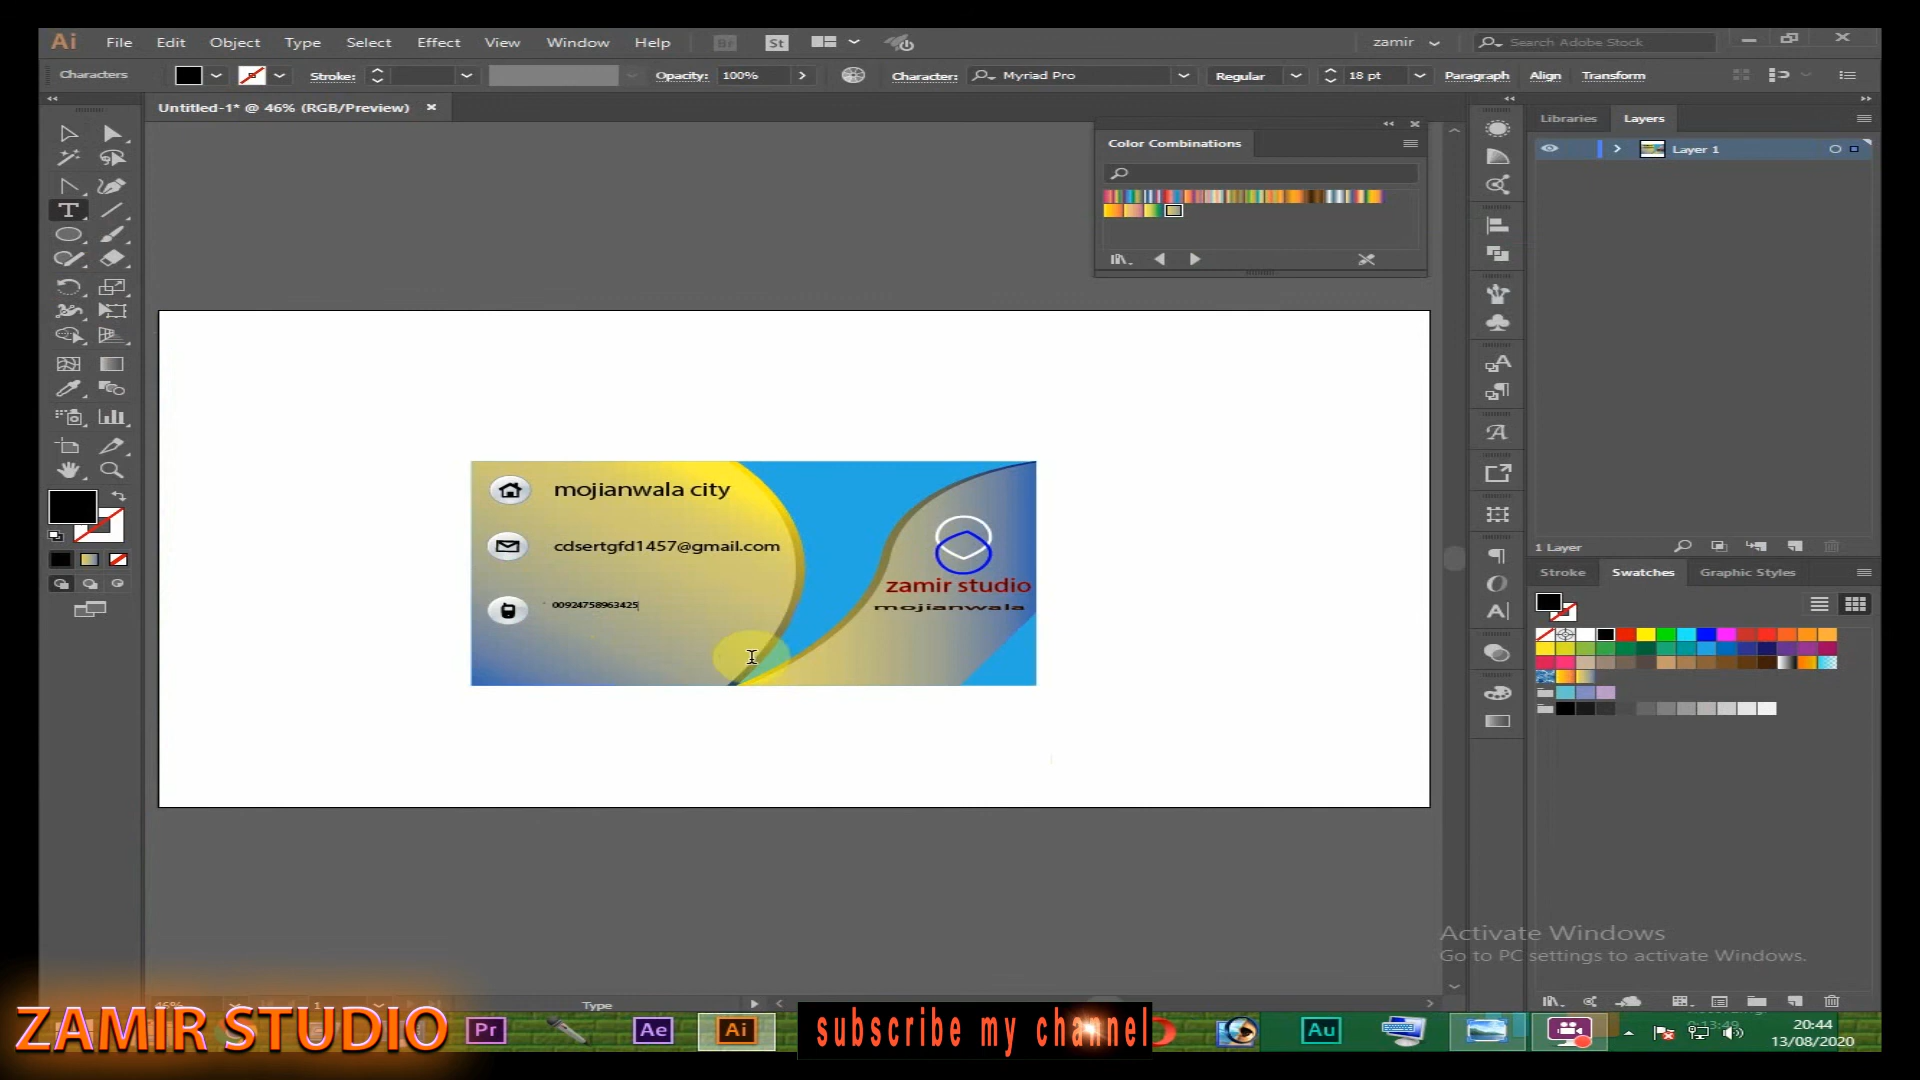 Ai File Edit Object Type Select Effect View Window Help Br St zamir Search Adobe Stock
Characters Stroke: Opacity: 100% Character: Myriad Pro Regular 18 pt Paragraph Align Transform
Untitled-1* @ 46% (RGB/Preview)
Color Combinations
Libraries Layers
Layer 1
mojianwala city
cdsertgfd1457@gmail.com
00924758963425
zamir studio
mojianwala
1 Layer
Stroke Swatches Graphic Styles
Activate Windows
Go to PC settings to activate Windows.
46% 1 Type
ZAMIR STUDIO
Pr Ae Ai
subscribe my channel
Au
20:44
13/08/2020